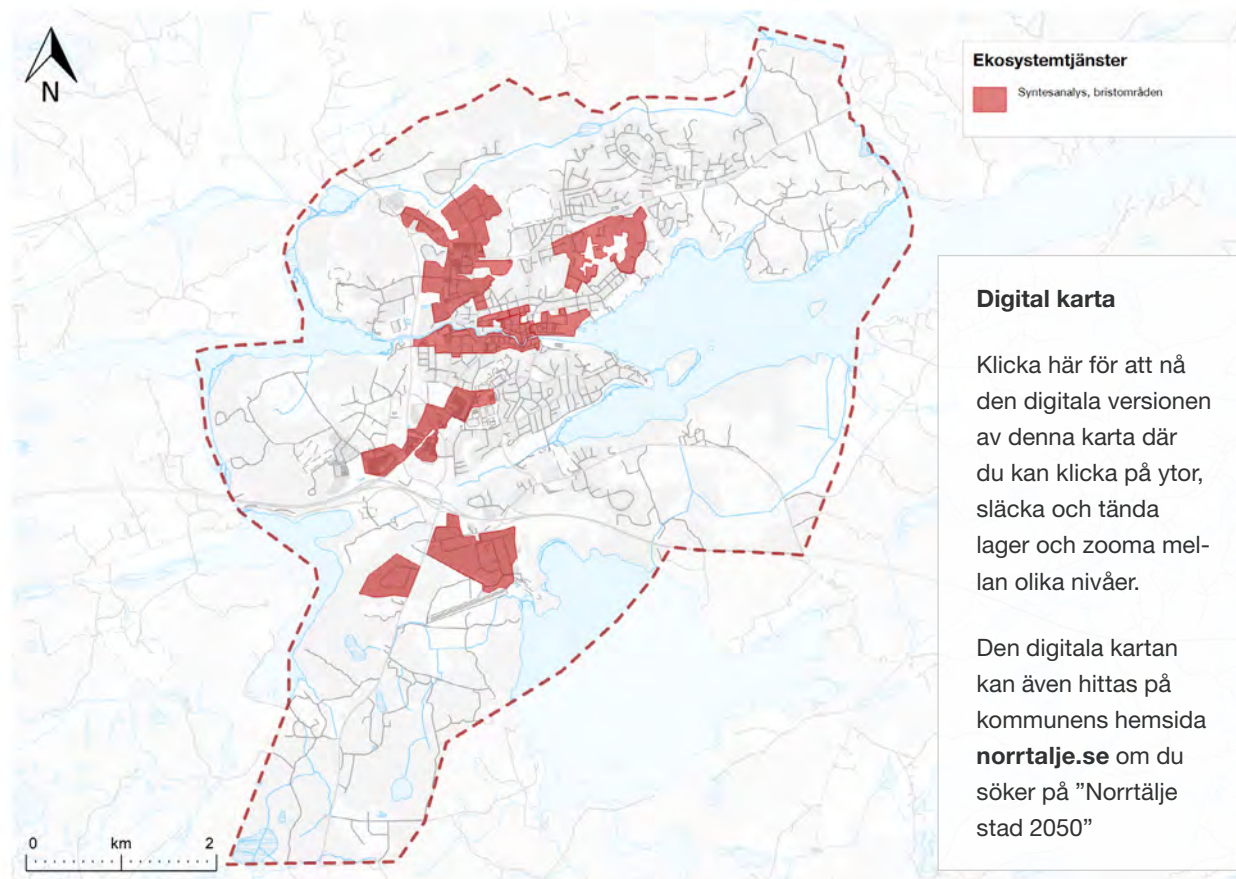 N
Ekosystemtjänster
Syntesanalys, bristområden
Digital karta
Klicka här för att nå
den digitala versionen
av denna karta där
du kan klicka på ytor,
släcka och tända
lager och zooma mel-
lan olika nivåer.
Den digitala kartan
kan även hittas på
kommunens hemsida
norrtalje.se om du
söker på ”Norrtälje
stad 2050”
0 km 2